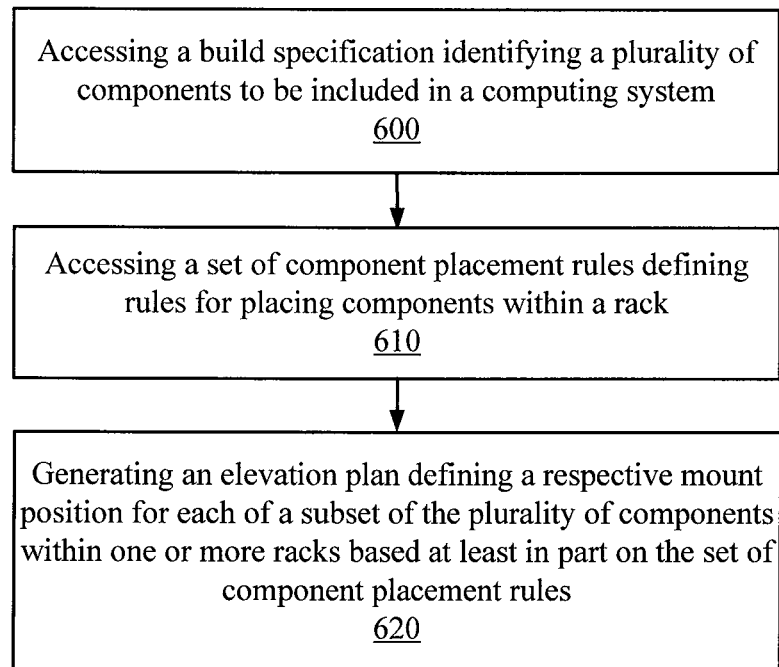 Accessing a build specification identifying a plurality of
components to be included in a computing system
600
Accessing a set of component placement rules defining
rules for placing components within a rack
610
Generating an elevation plan defining a respective mount
position for each of a subset of the plurality of components
within one or more racks based at least in part on the set of
component placement rules
620